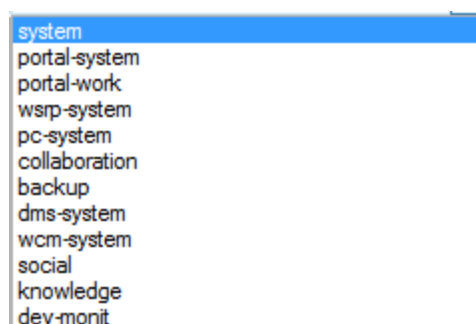 system
portal-system
portal-work
wsrp-system
pc-system
collaboration
backup
dms-system
wcm-system
social
knowledge
dev-monit